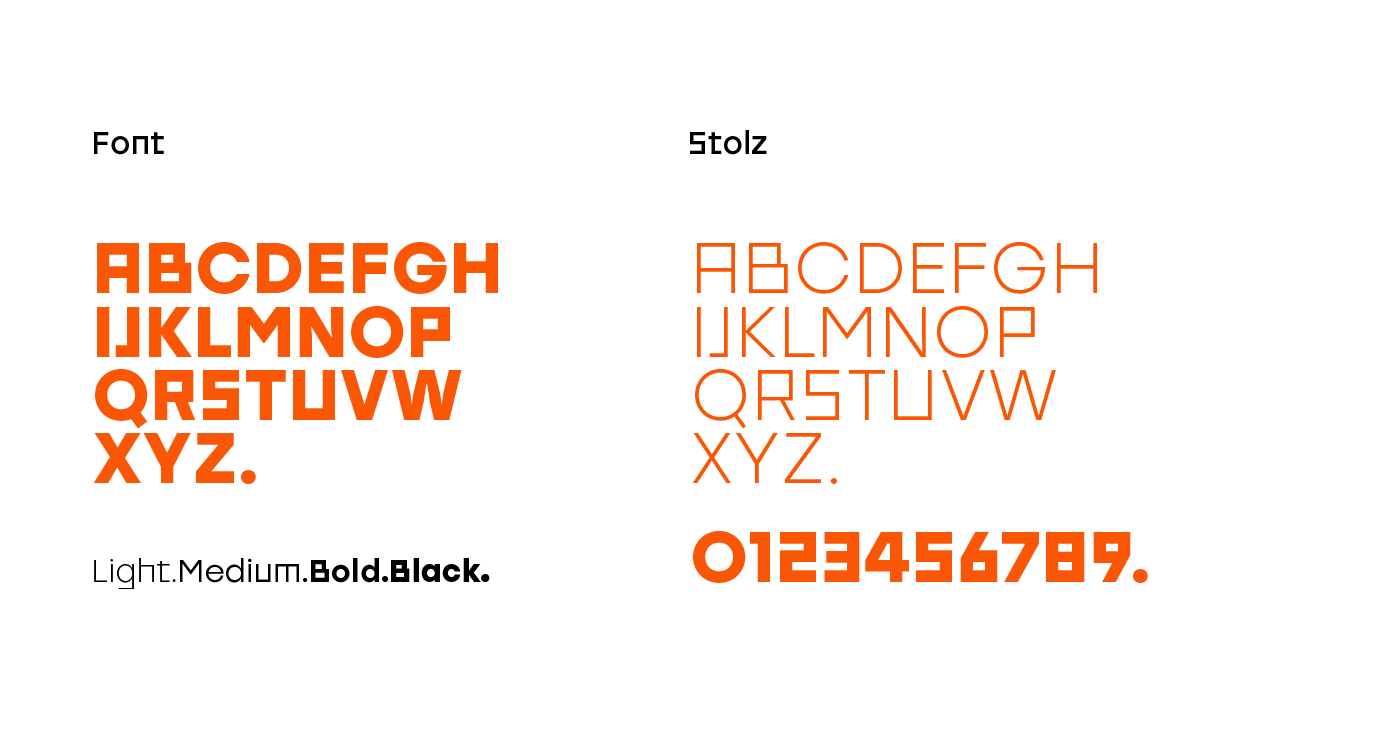 Font
Stolz
ABCDEFGH
IJKLMNOP
QRSTUVW
XYZ.
ABCDEFGH
IJKLMNOP
QRSTUVW
XYZ.
Light.Medium.Bold.Black.
0123456789.